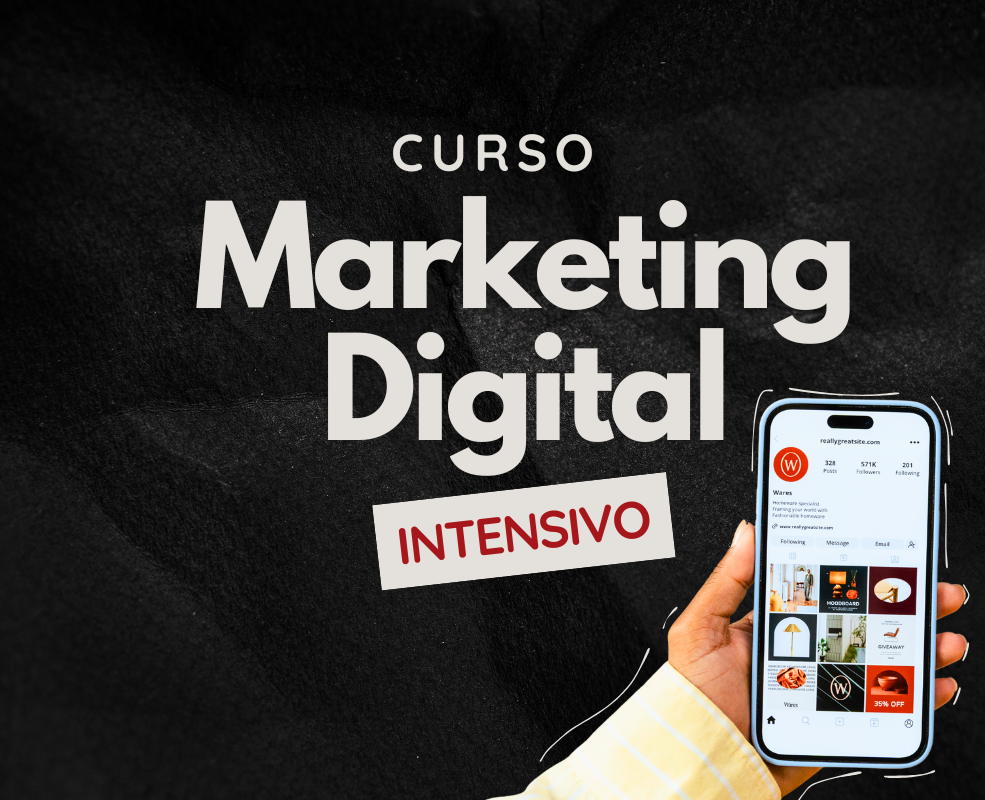 CURSO
Marketing
Digital
INTENSIVO
reallygreatsite.com
W
328
571K
201
Posts
Followers
Following
Wares
Homeware specialist
Framing your world with
Fashionable homeware
www.reallygreatsite.com
Following
Message
Email
MOODBOARD
GIVEAWAY
Wares
W
35% OFF